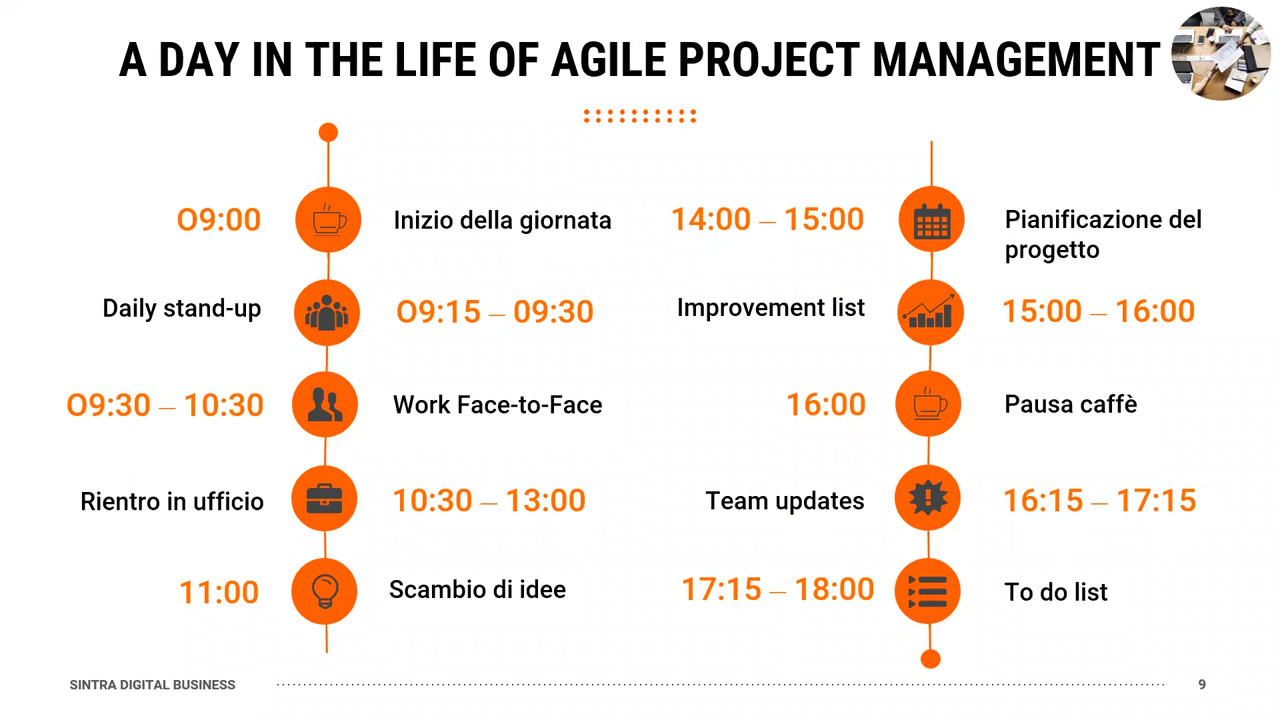 A DAY IN THE LIFE OF AGILE PROJECT MANAGEMENT
O9:00
Inizio della giornata
Daily stand-up
O9:15 – 09:30
O9:30 – 10:30
Work Face-to-Face
Rientro in ufficio
10:30 – 13:00
11:00
Scambio di idee
14:00 – 15:00
Pianificazione del
progetto
Improvement list
15:00 – 16:00
16:00
Pausa caffè
Team updates
16:15 – 17:15
17:15 – 18:00
To do list
SINTRA DIGITAL BUSINESS
9